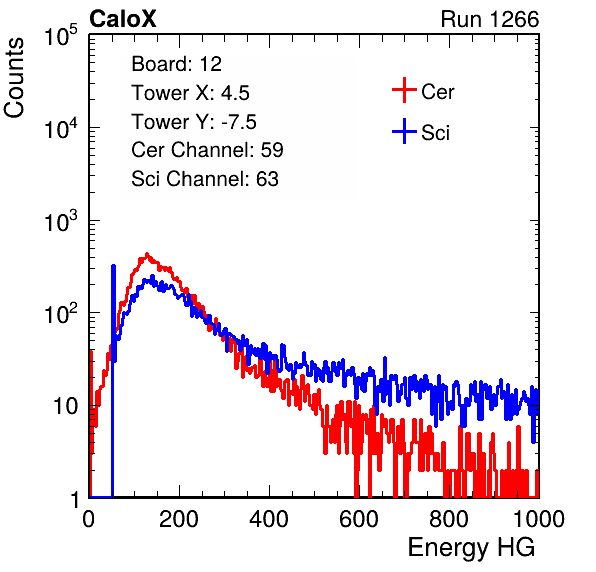 CaloX Run 1266
Counts
10^5
10^4
10^3
10^2
10
1
Board: 12
Tower X: 4.5
Tower Y: -7.5
Cer Channel: 59
Sci Channel: 63
Cer
Sci
0 200 400 600 800 1000
Energy HG